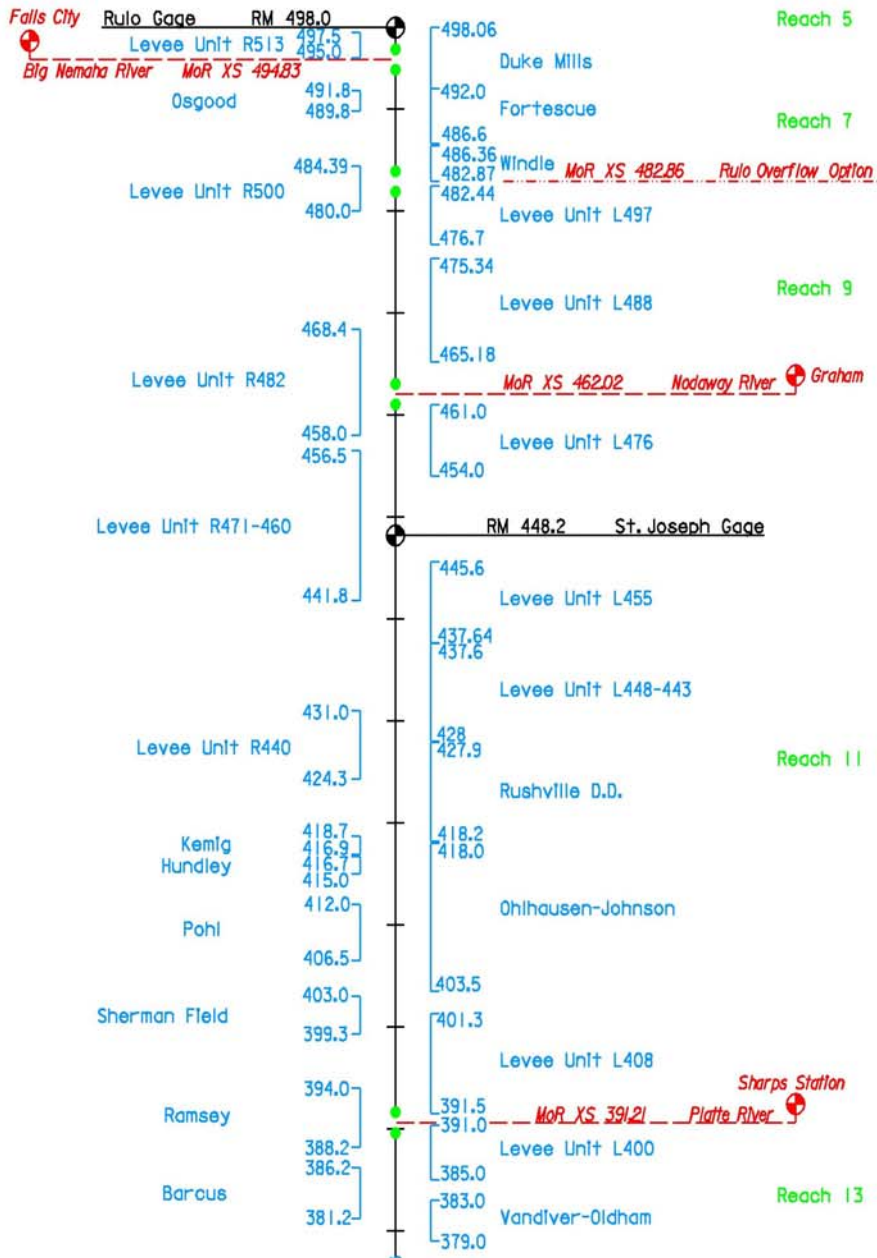 Falls City Rulo Gage RM 498.0 Reach 5
497.5 498.06
Levee Unit R513
495.0 Duke Mills
Big Nemaha River MoR XS 494.83
491.8 492.0
Osgood Fortescue
489.8 Reach 7
486.6
486.36
484.39 Windle MoR XS 482.86 Rulo Overflow Option
482.87
Levee Unit R500 482.44
480.0 Levee Unit L497
476.7
475.34
Reach 9
Levee Unit L488
468.4
465.18
Levee Unit R482 MoR XS 462.02 Nodaway River Graham
461.0
458.0 Levee Unit L476
456.5
454.0
Levee Unit R471-460 RM 448.2 St. Joseph Gage
445.6
441.8 Levee Unit L455
437.64
437.6
Levee Unit L448-443
431.0
428
Levee Unit R440 427.9
Reach 11
424.3
Rushville D.D.
418.7 418.2
Kemig 416.9 418.0
Hundley 416.7
415.0
412.0 Ohlhausen-Johnson
Pohl
406.5
403.0 403.5
Sherman Field 401.3
399.3
Levee Unit L408
394.0 Sharps Station
391.5
Ramsey MoR XS 391.21 Platte River
391.0
388.2 Levee Unit L400
386.2 385.0
Barcus 383.0 Reach 13
381.2 Vandiver-Oldham
379.0